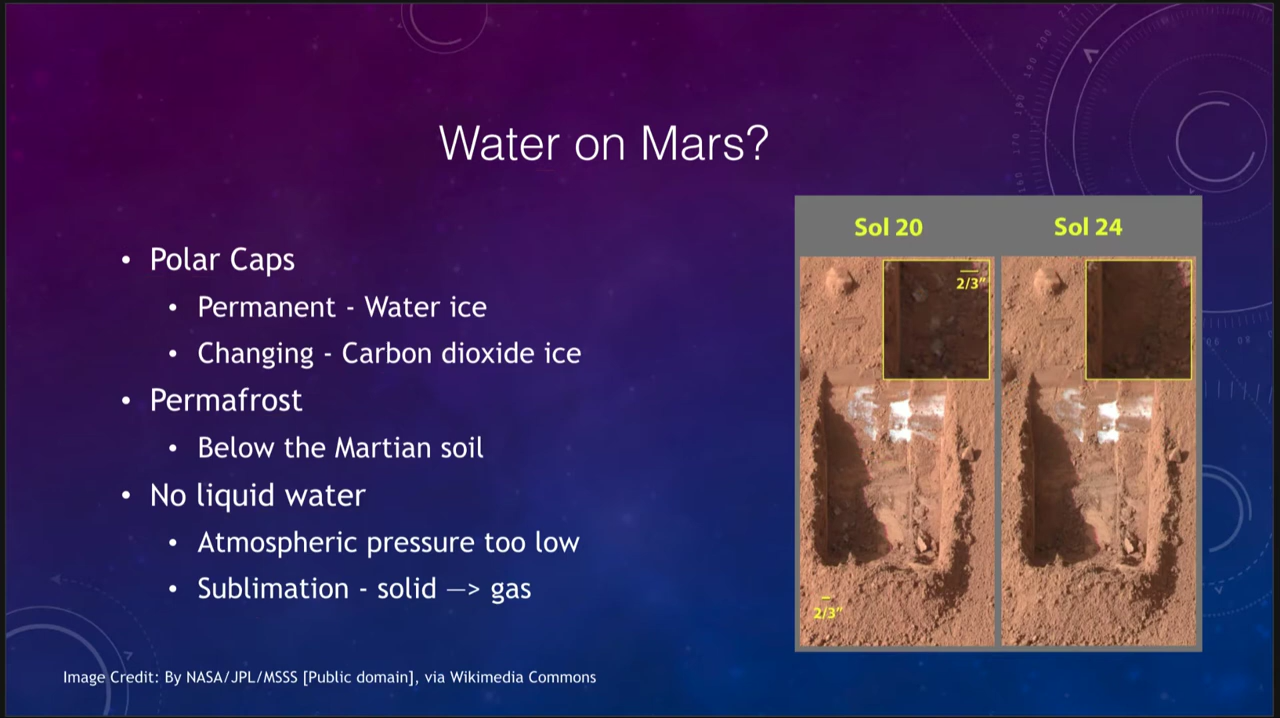 Water on Mars?
• Polar Caps
• Permanent - Water ice
• Changing - Carbon dioxide ice
• Permafrost
• Below the Martian soil
• No liquid water
• Atmospheric pressure too low
• Sublimation - solid —> gas
Sol 20
Sol 24
2/3"
2/3"
Image Credit: By NASA/JPL/MSSS [Public domain], via Wikimedia Commons